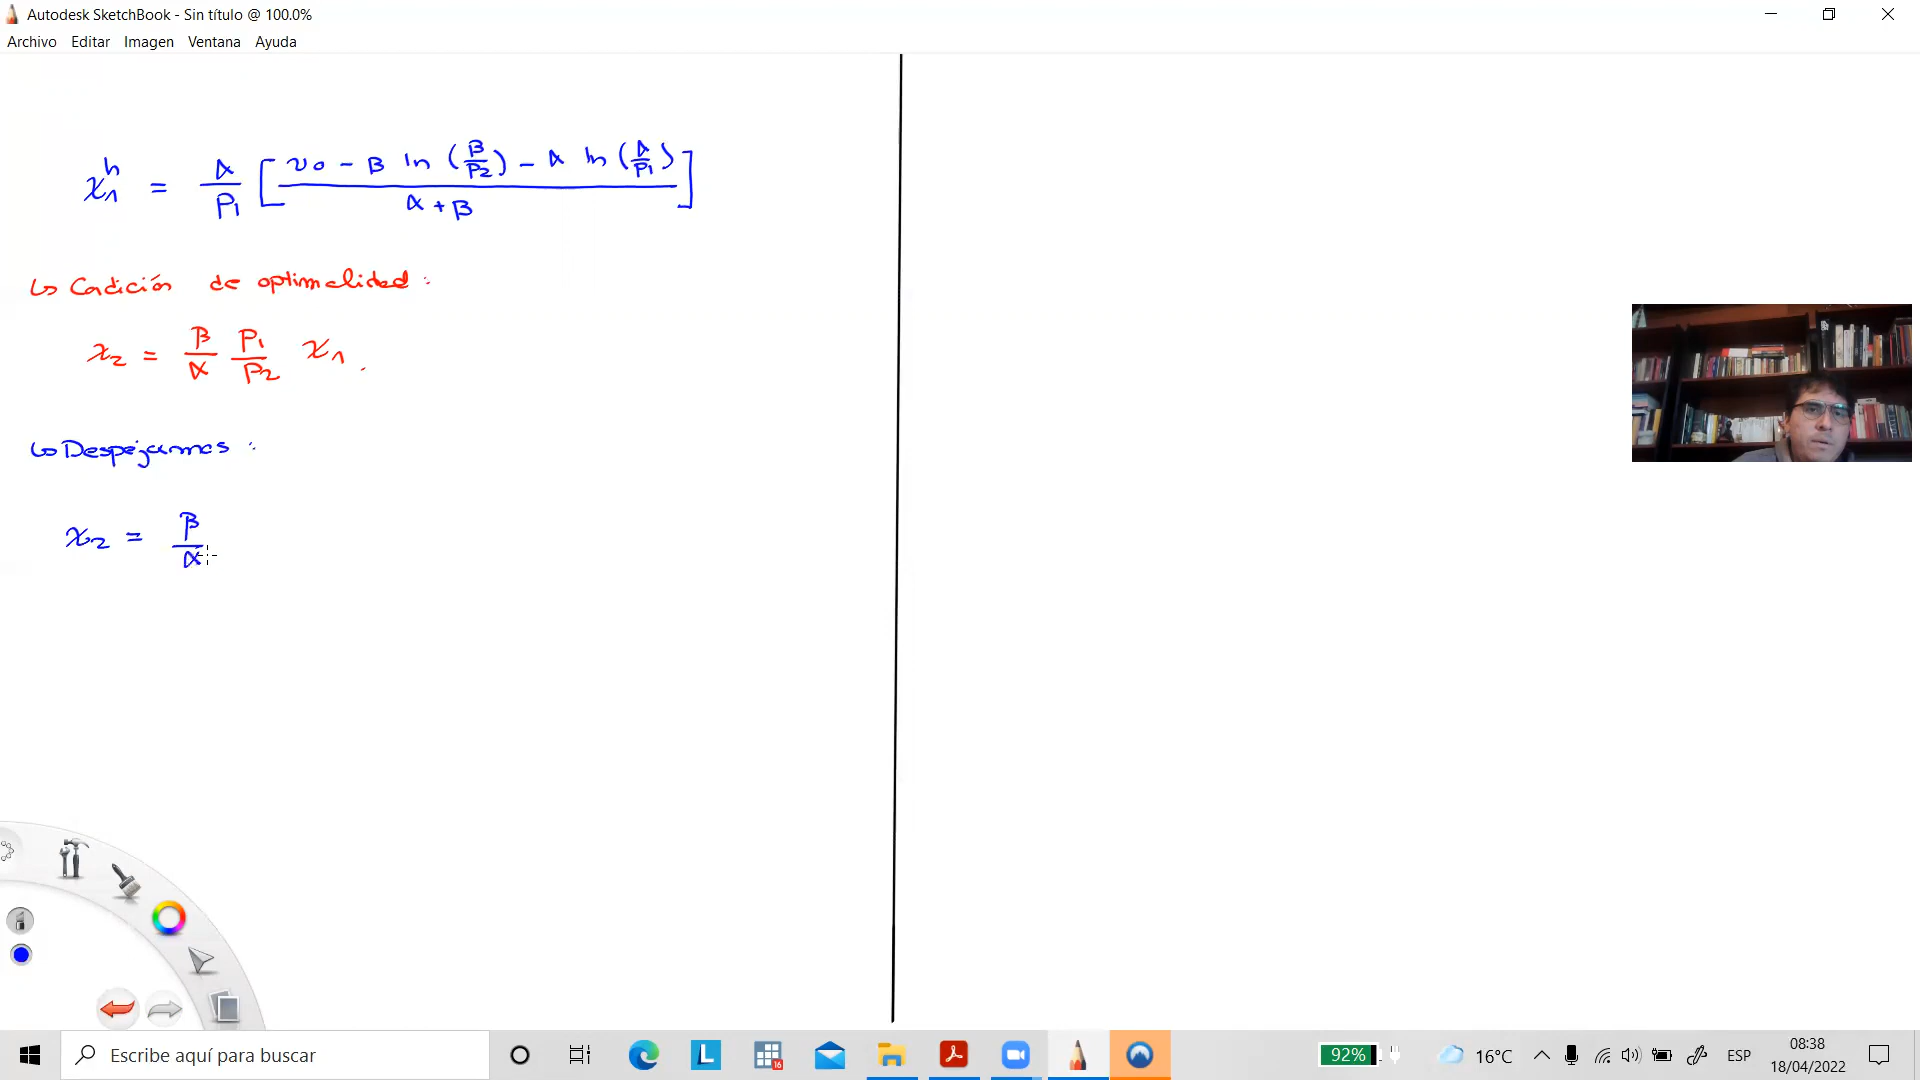 Autodesk SketchBook - Sin título @ 100.0%
Archivo Editar Imagen Ventana Ayuda
x₁ʰ = α/P₁ [ (v₀ - β ln (β/P₂) - α ln (α/P₁)) / (α + β) ]
↳ Condición de optimalidad :
x₂ = β/α P₁/P₂ x₁ .
↳ Despejamos :
x₂ = β/α
Escribe aquí para buscar
L
16
92%
16°C
ESP
08:38
18/04/2022